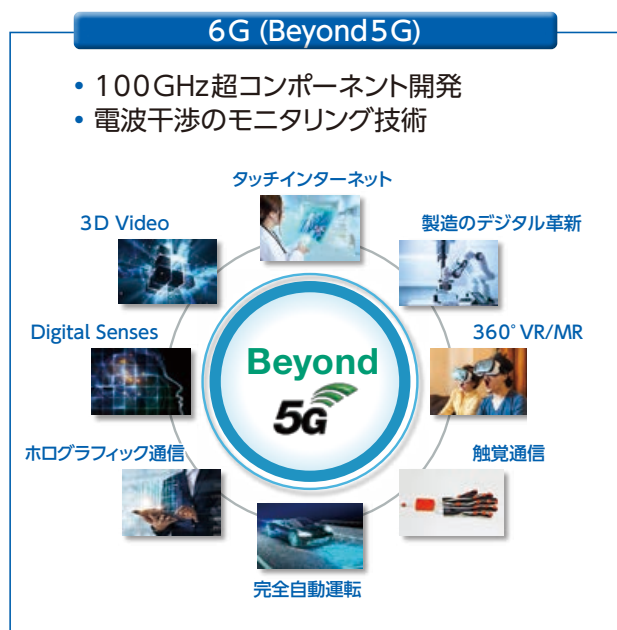 6G (Beyond5G)
• 100GHz超コンポーネント開発
• 電波干渉のモニタリング技術
タッチインターネット
3D Video
製造のデジタル革新
Digital Senses
360°VR/MR
Beyond
5G
ホログラフィック通信
触覚通信
完全自動運転